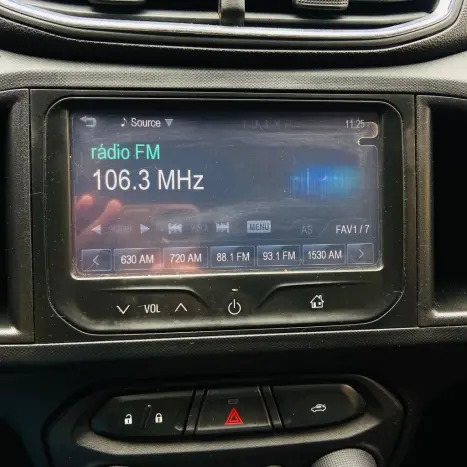 Source 11:25
rádio FM
106.3 MHz
MENU AS FAV1/7
630 AM 720 AM 88.1 FM 93.1 FM 1530 AM
VOL